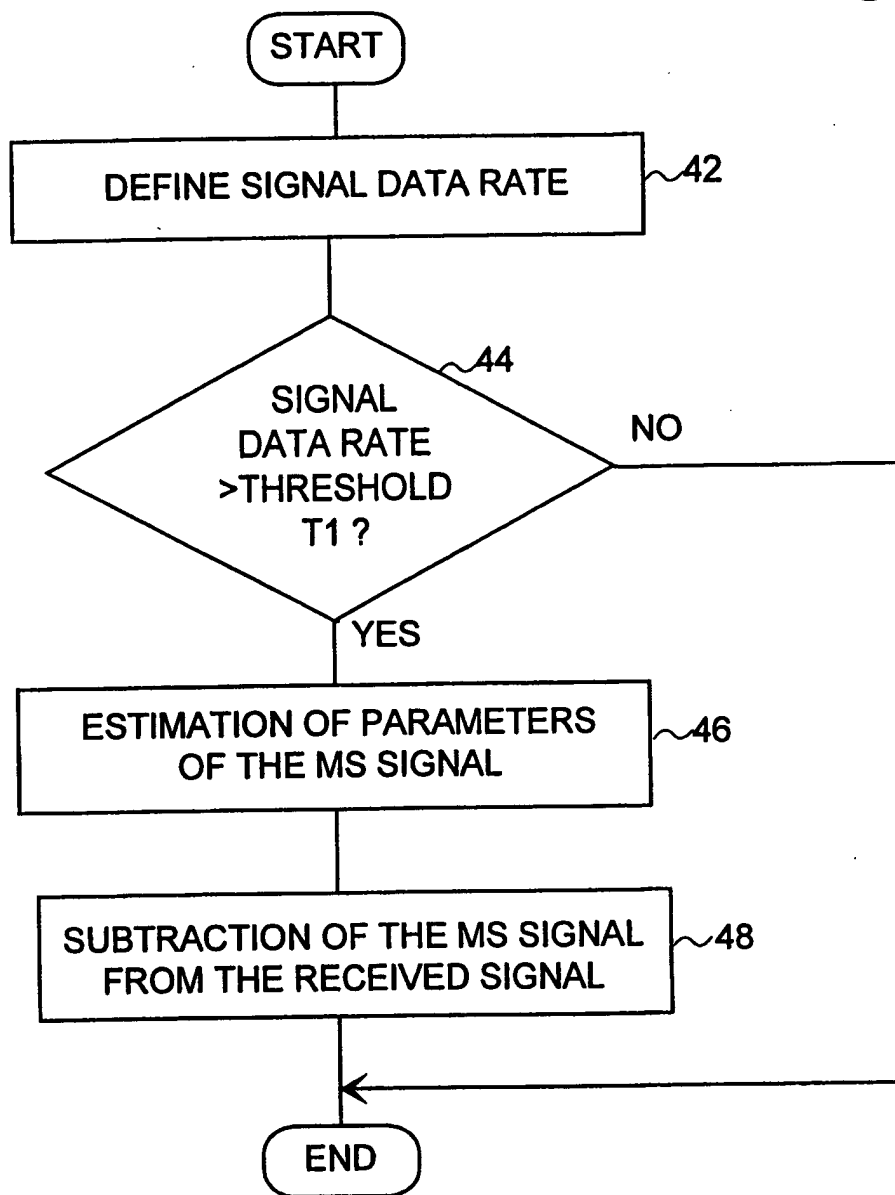 START
DEFINE SIGNAL DATA RATE
42
44
SIGNAL
DATA RATE
>THRESHOLD
T1 ?
NO
YES
ESTIMATION OF PARAMETERS
OF THE MS SIGNAL
46
SUBTRACTION OF THE MS SIGNAL
FROM THE RECEIVED SIGNAL
48
END